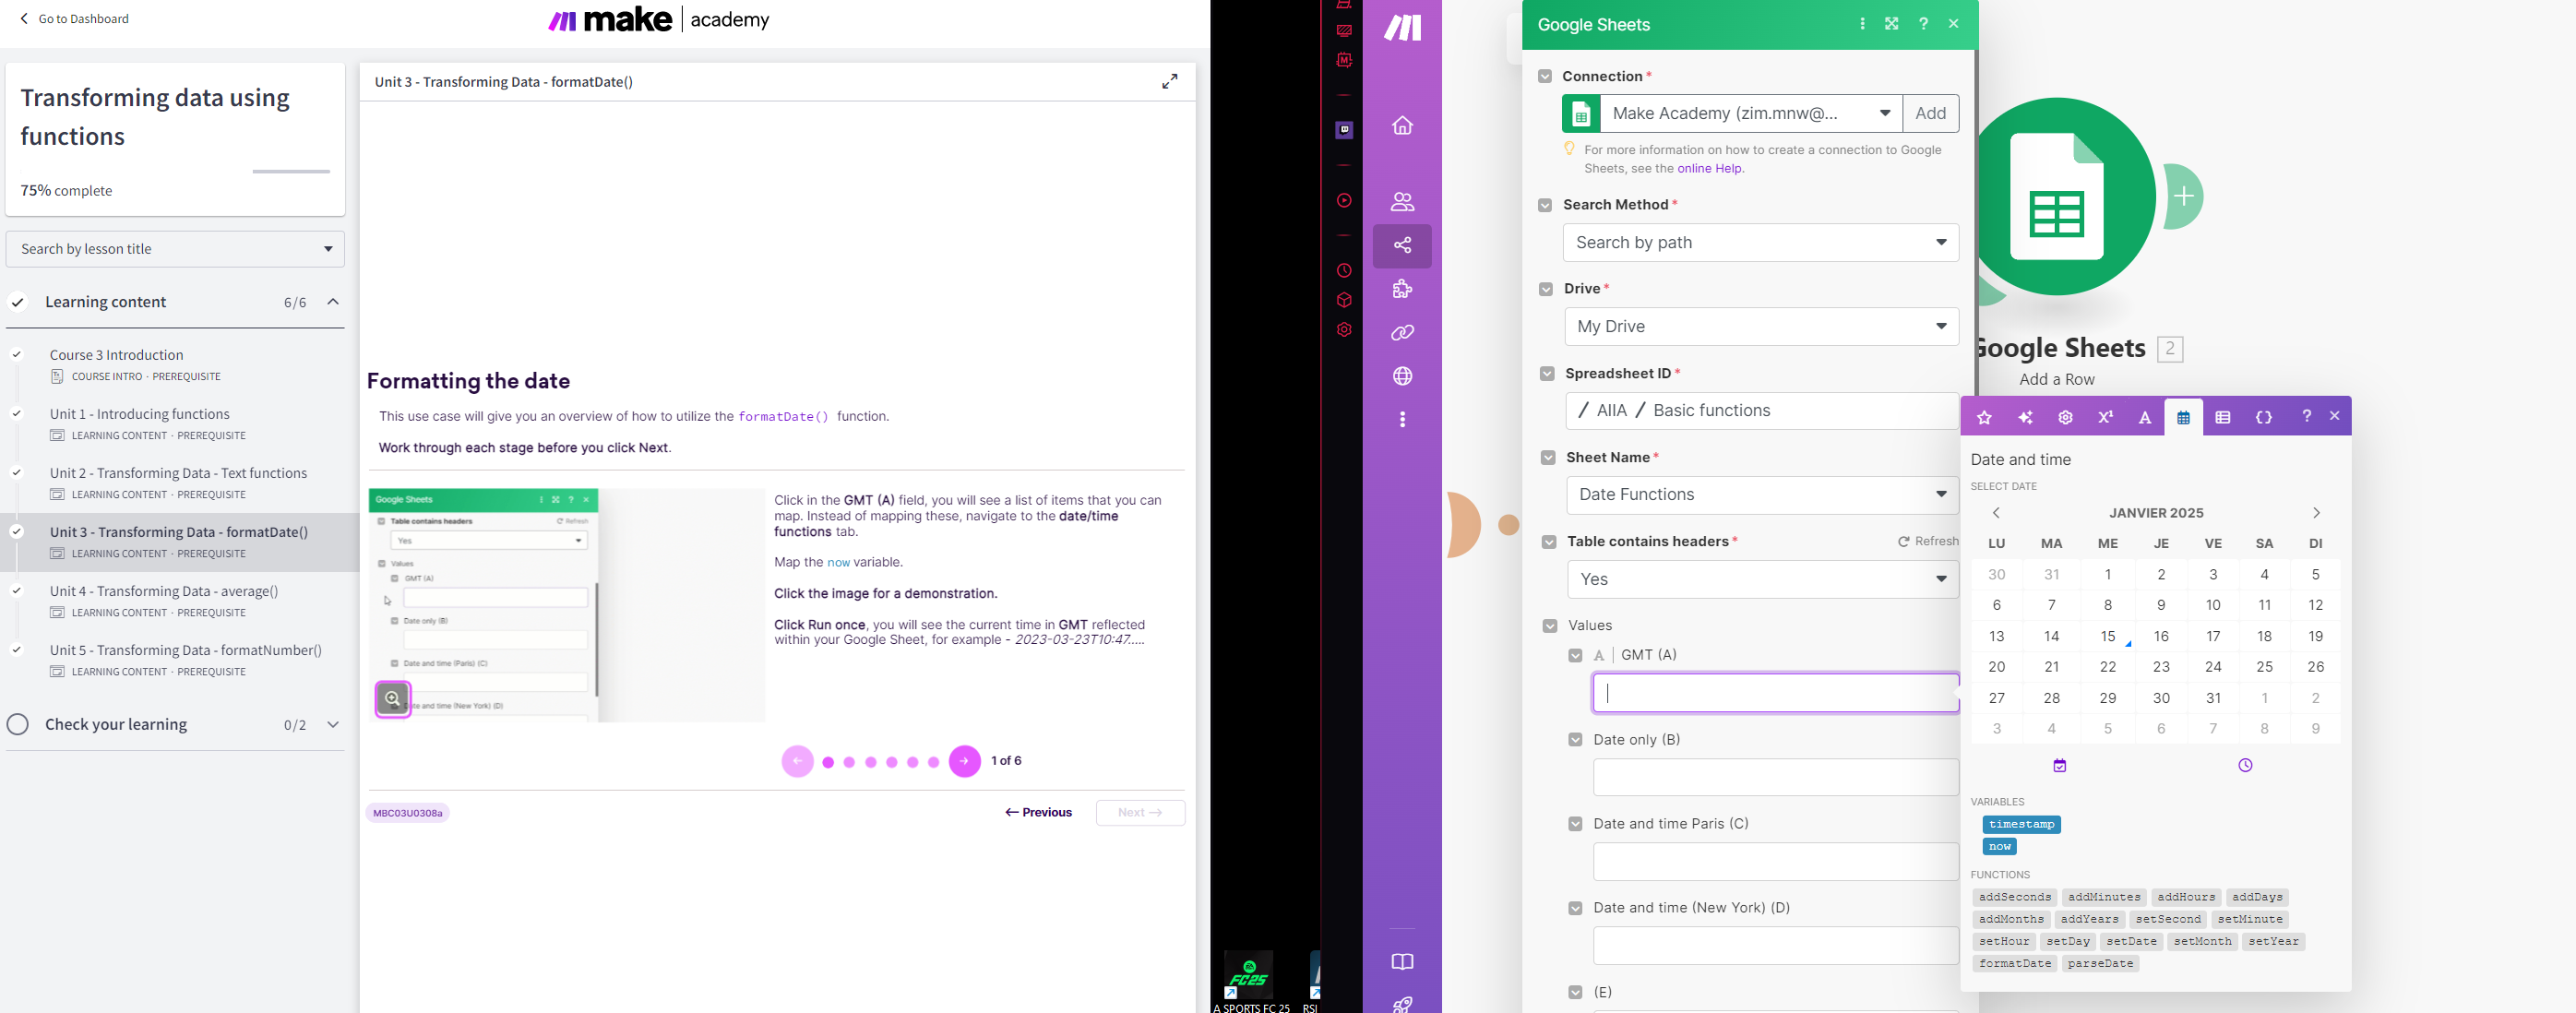 Go to Dashboard
make academy
Transforming data using
functions
75% complete
Search by lesson title
Learning content 6/6
Course 3 Introduction
COURSE INTRO · PREREQUISITE
Unit 1 - Introducing functions
LEARNING CONTENT · PREREQUISITE
Unit 2 - Transforming Data - Text functions
LEARNING CONTENT · PREREQUISITE
Unit 3 - Transforming Data - formatDate()
LEARNING CONTENT · PREREQUISITE
Unit 4 - Transforming Data - average()
LEARNING CONTENT · PREREQUISITE
Unit 5 - Transforming Data - formatNumber()
LEARNING CONTENT · PREREQUISITE
Check your learning 0/2
Unit 3 - Transforming Data - formatDate()
Formatting the date
This use case will give you an overview of how to utilize the formatDate() function.
Work through each stage before you click Next.
Google Sheets
Table contains headers Refresh
Yes
Values
GMT (A)
Date only (B)
Date and time (Paris) (C)
Date and time (New York) (D)
Click in the GMT (A) field, you will see a list of items that you can
map. Instead of mapping these, navigate to the date/time
functions tab.
Map the now variable.
Click the image for a demonstration.
Click Run once, you will see the current time in GMT reflected
within your Google Sheet, for example - 2023-03-23T10:47.....
1 of 6
MBC03U0308a
← Previous
Next →
EA
FC25
A SPORTS FC 25
RSI
Google Sheets
Connection *
Make Academy (zim.mnw@...
Add
For more information on how to create a connection to Google
Sheets, see the online Help.
Search Method *
Search by path
Drive *
My Drive
Spreadsheet ID *
/ AIIA / Basic functions
Sheet Name *
Date Functions
Table contains headers * Refresh
Yes
Values
A | GMT (A)
Date only (B)
Date and time Paris (C)
Date and time (New York) (D)
(E)
Google Sheets 2
Add a Row
Date and time
SELECT DATE
JANVIER 2025
LU MA ME JE VE SA DI
30 31 1 2 3 4 5
6 7 8 9 10 11 12
13 14 15 16 17 18 19
20 21 22 23 24 25 26
27 28 29 30 31 1 2
3 4 5 6 7 8 9
VARIABLES
timestamp
now
FUNCTIONS
addSeconds addMinutes addHours addDays
addMonths addYears setSecond setMinute
setHour setDay setDate setMonth setYear
formatDate parseDate